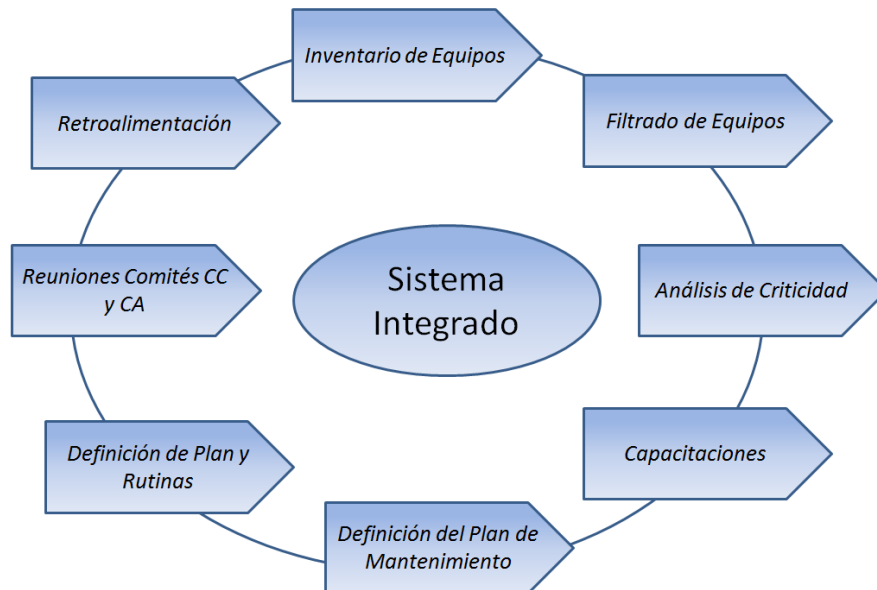 Inventario de Equipos
Filtrado de Equipos
Análisis de Criticidad
Capacitaciones
Definición del Plan de
Mantenimiento
Definición de Plan y
Rutinas
Reuniones Comités CC
y CA
Retroalimentación
Sistema
Integrado